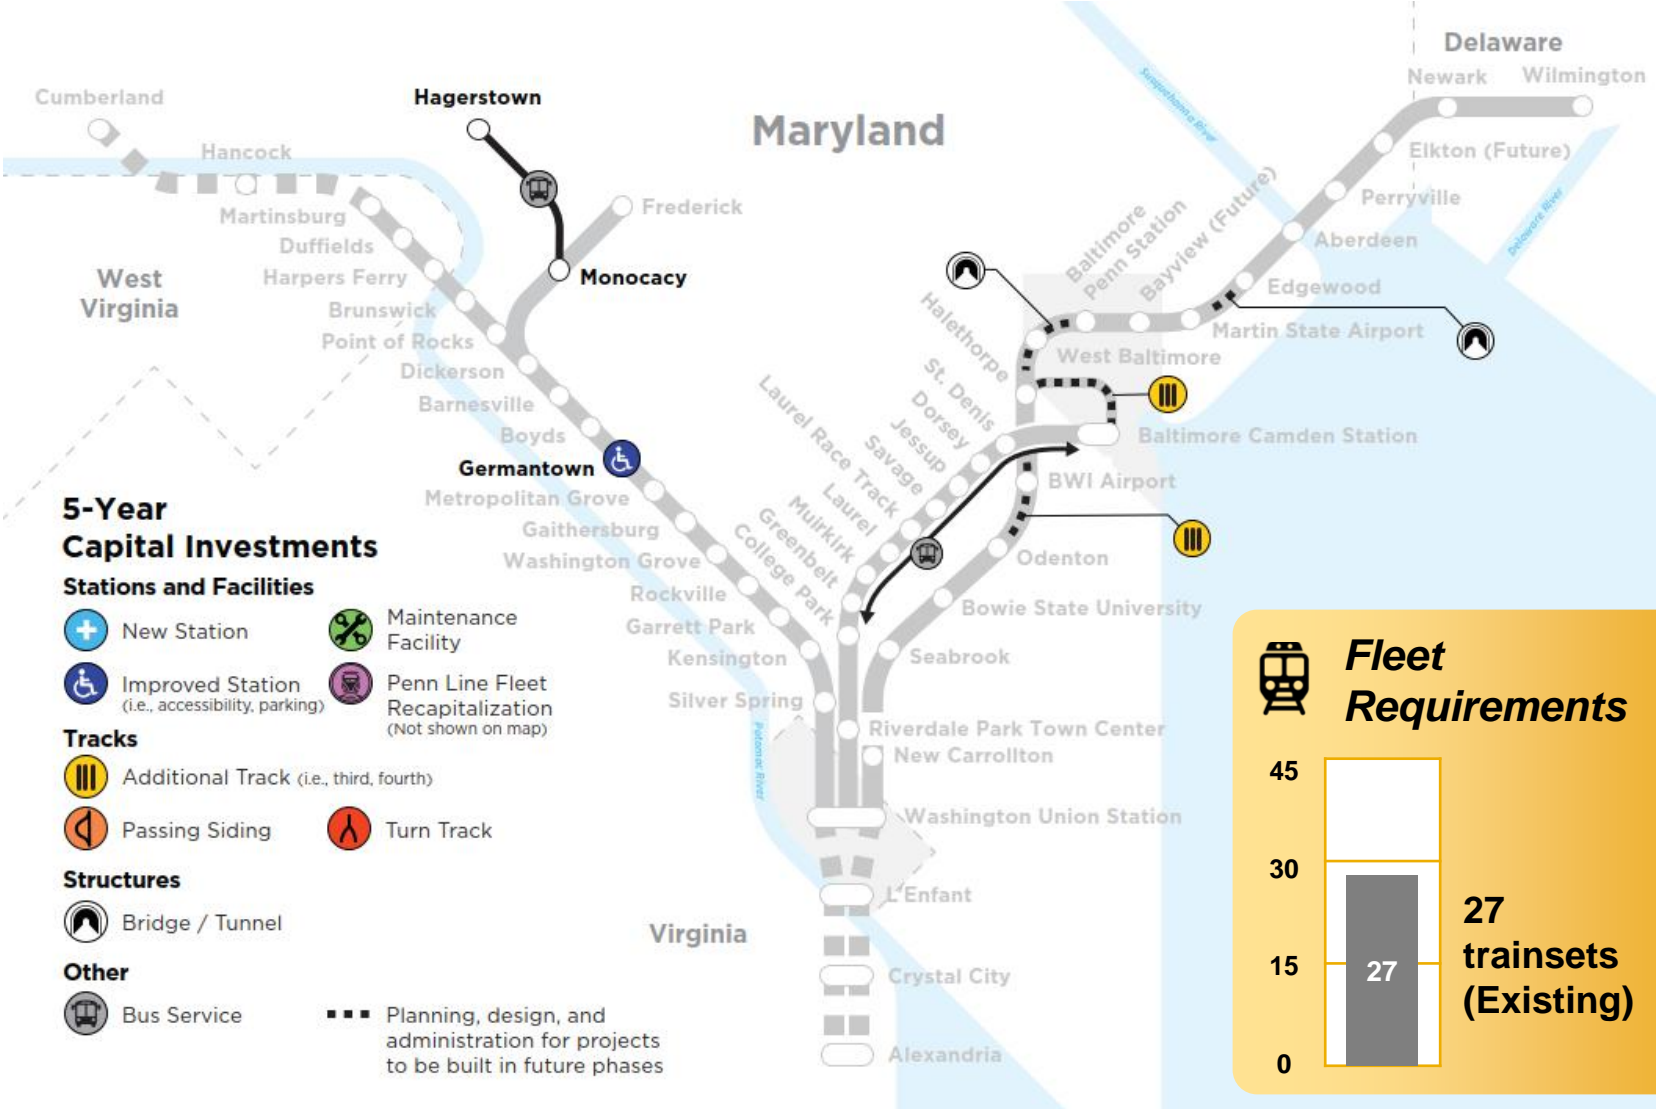 Delaware
Newark
Wilmington
Elkton (Future)
Perryville
Aberdeen
Edgewood
Martin State Airport
Bayview (Future)
Baltimore
Penn Station
West Baltimore
Halethorpe
Susquehanna River
Delaware River
Maryland
Cumberland
Hancock
Hagerstown
Frederick
Monocacy
Martinsburg
Duffields
Harpers Ferry
Brunswick
Point of Rocks
Dickerson
Barnesville
Boyds
Germantown
Metropolitan Grove
Gaithersburg
Washington Grove
Rockville
Garrett Park
Kensington
Silver Spring
West
Virginia
St. Denis
Dorsey
Jessup
Savage
Laurel Race Track
Laurel
Muirkirk
Greenbelt
College Park
Baltimore Camden Station
BWI Airport
Odenton
Bowie State University
Seabrook
Riverdale Park Town Center
New Carrollton
Washington Union Station
L'Enfant
Crystal City
Alexandria
Virginia
Potomac River
5-Year
Capital Investments
Stations and Facilities
New Station
Maintenance
Facility
Improved Station
(i.e., accessibility, parking)
Penn Line Fleet
Recapitalization
(Not shown on map)
Tracks
Additional Track (i.e., third, fourth)
Passing Siding
Turn Track
Structures
Bridge / Tunnel
Other
Bus Service
Planning, design, and
administration for projects
to be built in future phases
Fleet
Requirements
45
30
15
0
27
27
trainsets
(Existing)